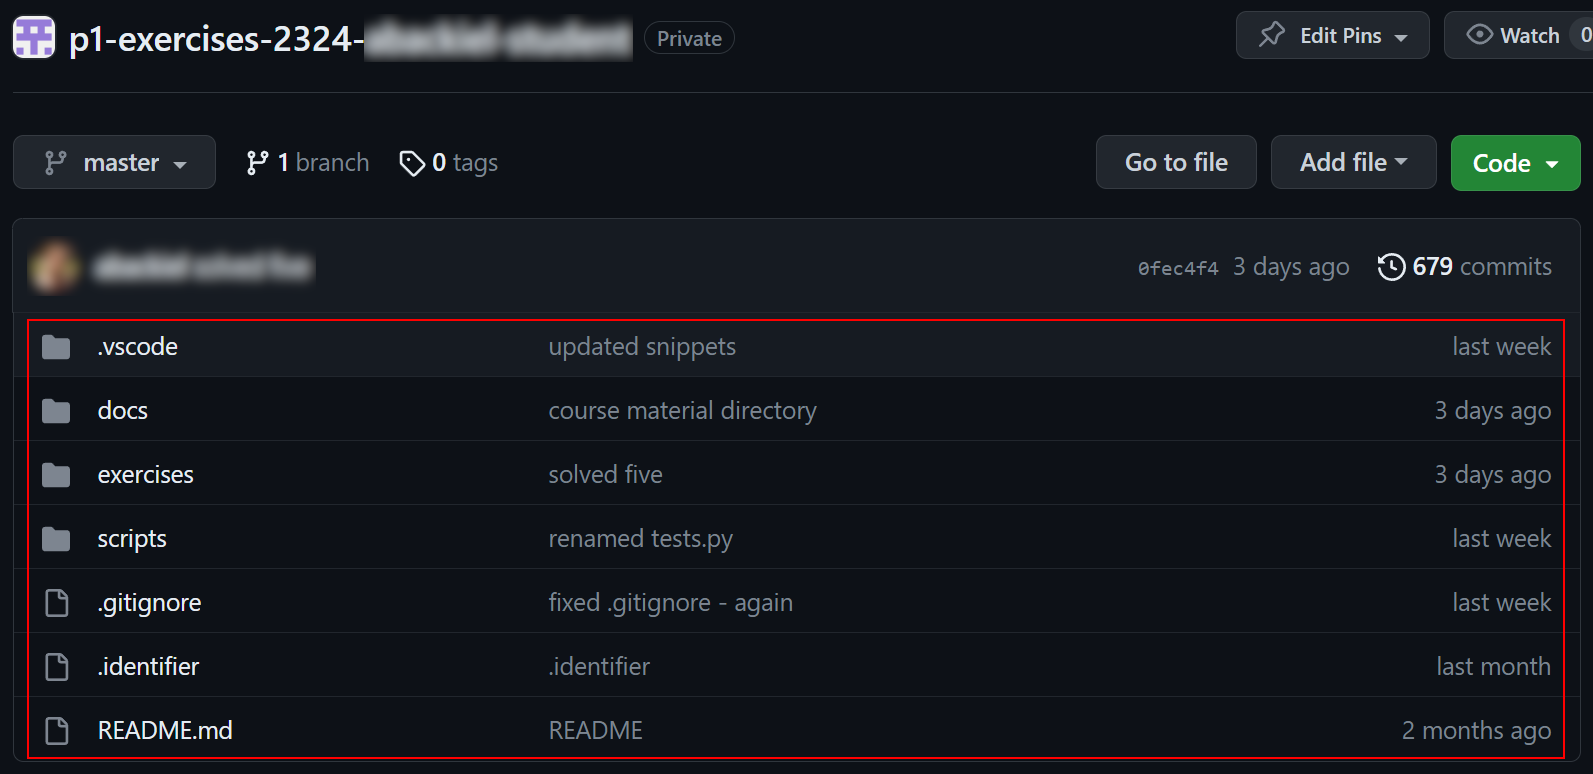 p1-exercises-2324- Private Edit Pins Watch 0
master 1 branch 0 tags Go to file Add file Code
0fec4f4 3 days ago 679 commits
.vscode updated snippets last week
docs course material directory 3 days ago
exercises solved five 3 days ago
scripts renamed tests.py last week
.gitignore fixed .gitignore - again last week
.identifier .identifier last month
README.md README 2 months ago